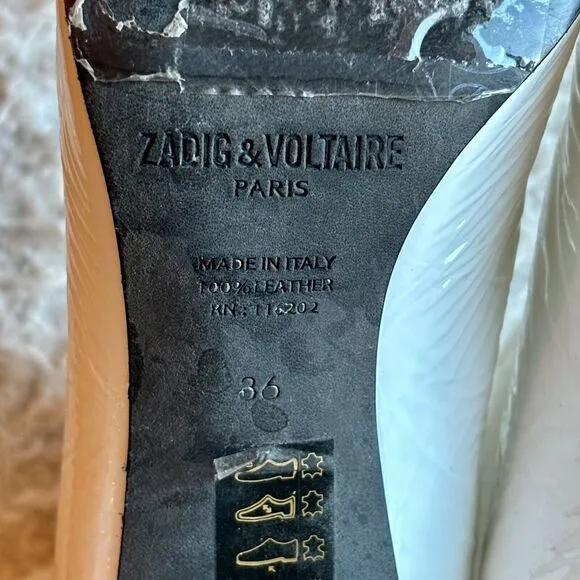 ZADIG & VOLTAIRE
PARIS
MADE IN ITALY
100% LEATHER
RN: 116202
36